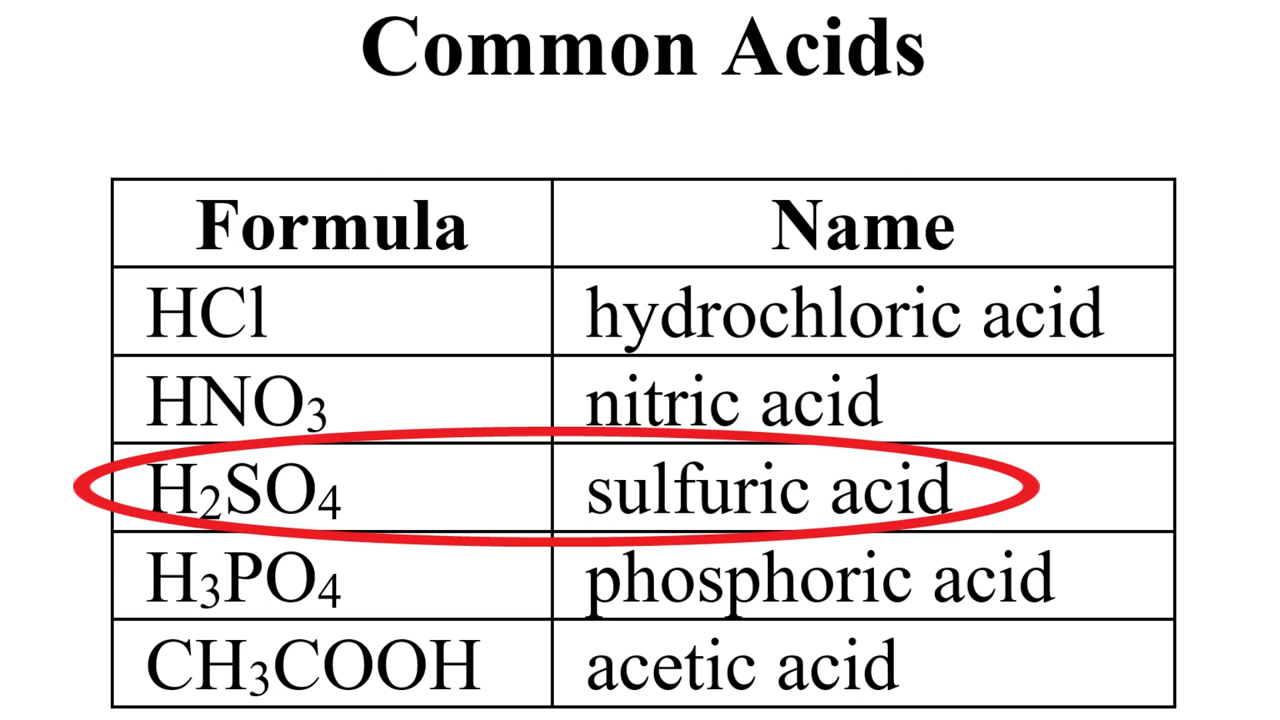 Common Acids
Formula Name
HCl hydrochloric acid
HNO₃ nitric acid
H₂SO₄ sulfuric acid
H₃PO₄ phosphoric acid
CH₃COOH acetic acid